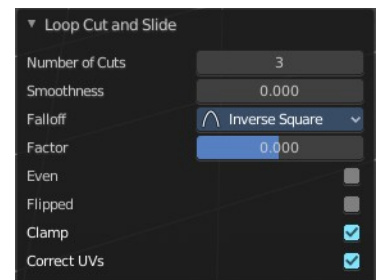 Loop Cut and Slide
Number of Cuts 3
Smoothness 0.000
Falloff Inverse Square
Factor 0.000
Even
Flipped
Clamp
Correct UVs